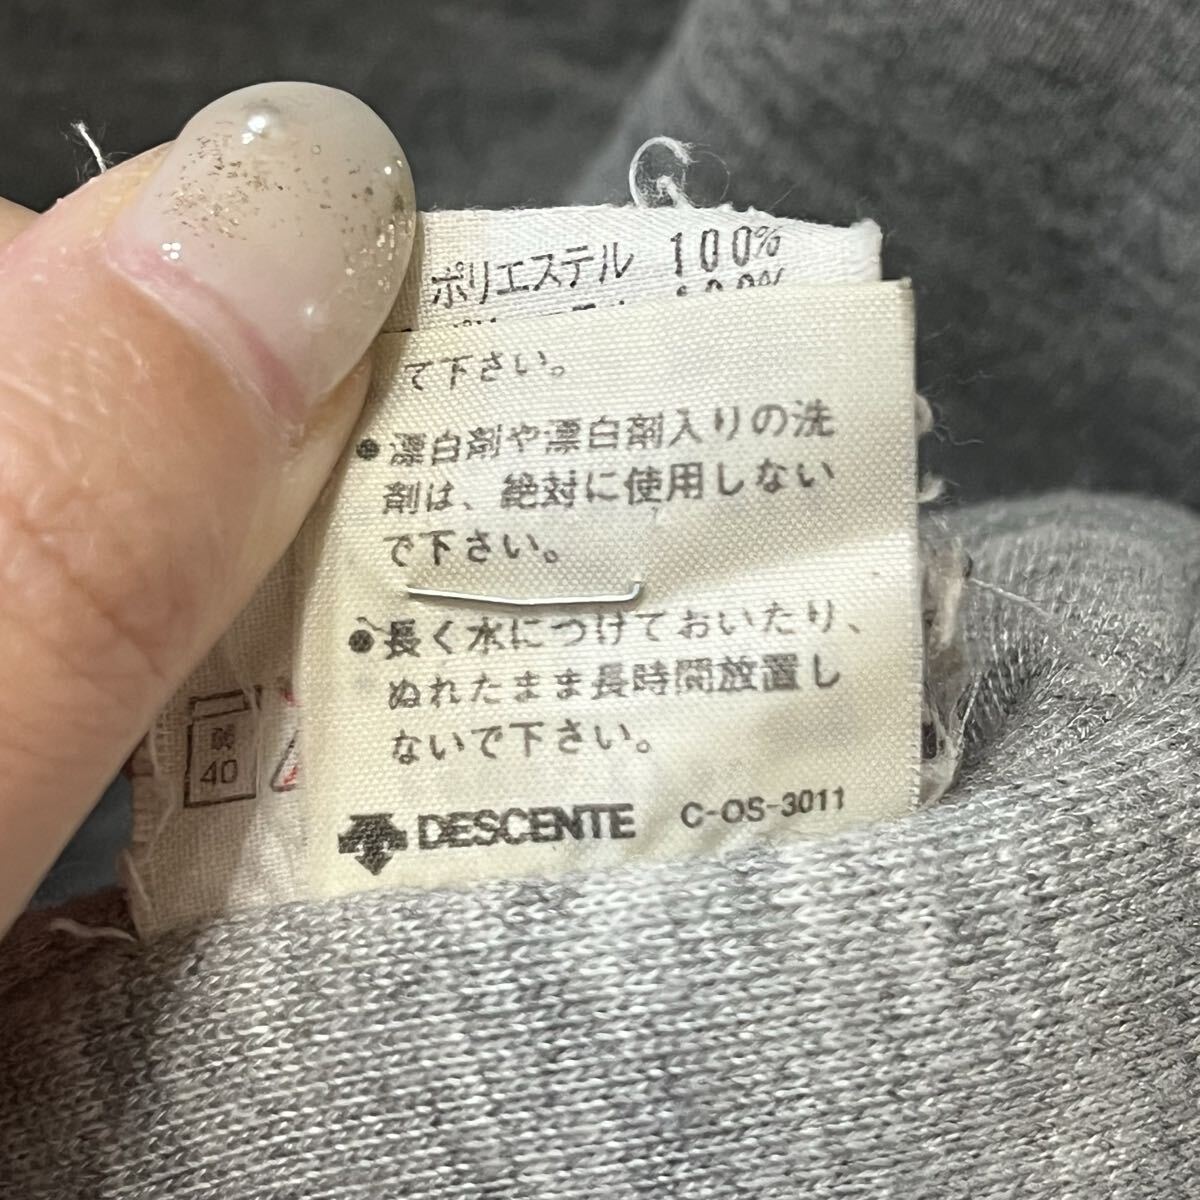 ポリエステル 100%
100%
て下さい。
●漂白剤や漂白剤入りの洗
剤は、絶対に使用しない
で下さい。
●長く水につけておいたり、
ぬれたまま長時間放置し
ないで下さい。
40
DESCENTE C-OS-3011